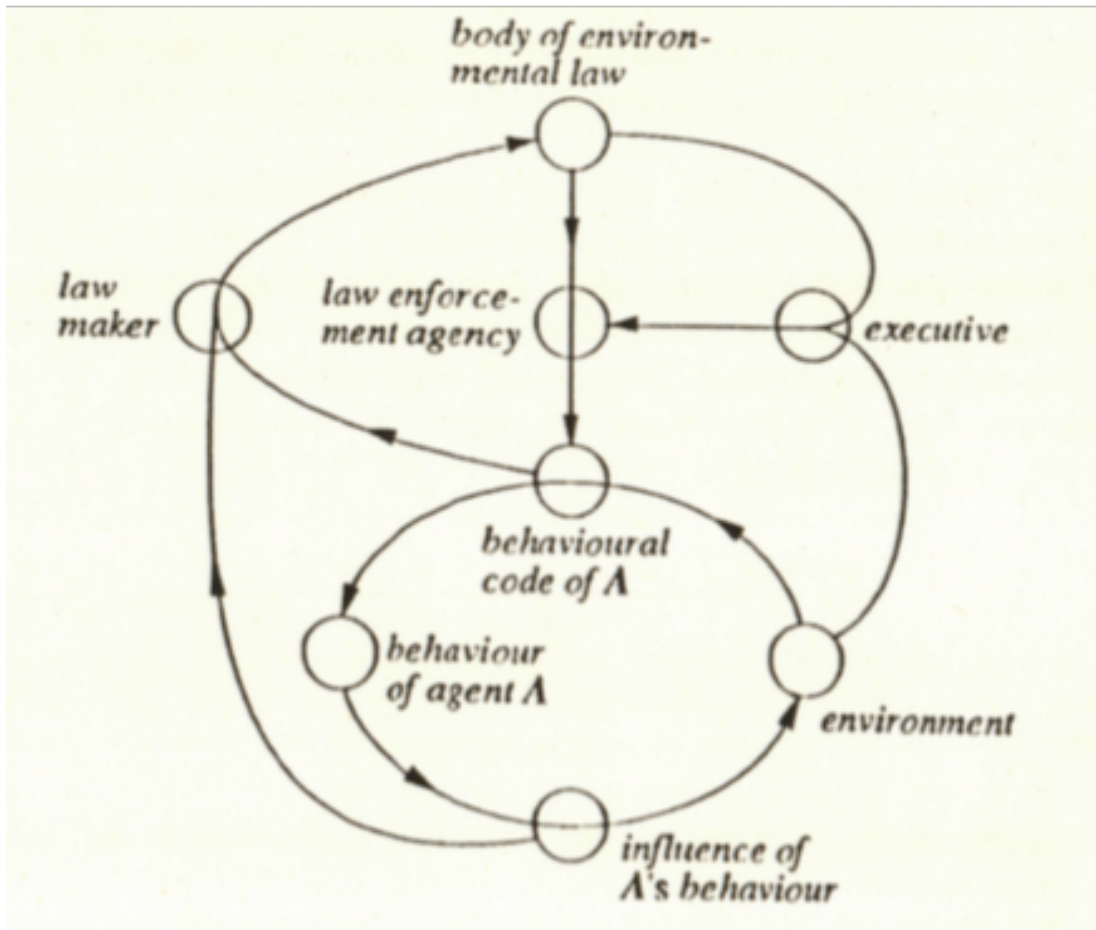 body of environ-
mental law
law
maker
law enforce-
ment agency
executive
behavioural
code of A
behaviour
of agent A
environment
influence of
A's behaviour